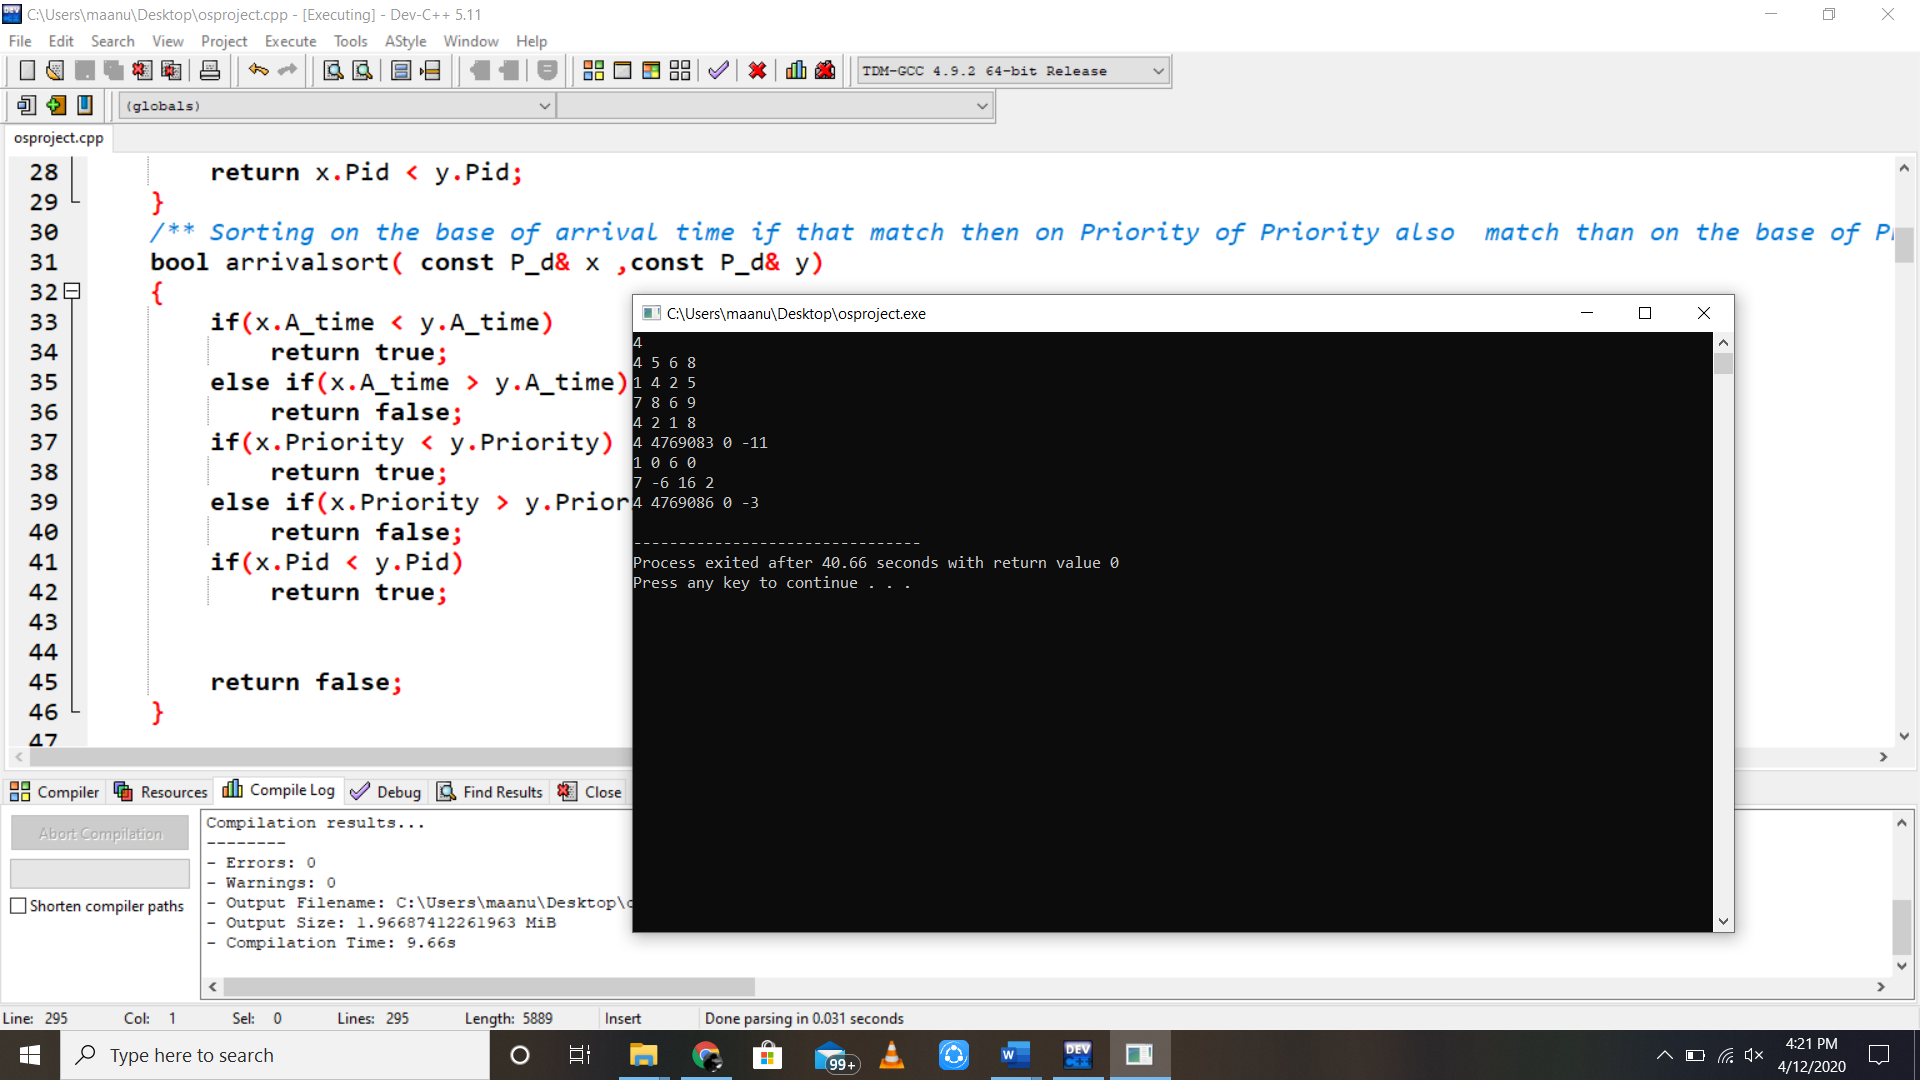 C:\Users\maanu\Desktop\osproject.cpp - [Executing] - Dev-C++ 5.11
File Edit Search View Project Execute Tools AStyle Window Help
TDM-GCC 4.9.2 64-bit Release
(globals)
osproject.cpp
28 return x.Pid < y.Pid;
29 }
30 /** Sorting on the base of arrival time if that match then on Priority of Priority also  match than on the base of
31 bool arrivalsort( const P_d& x ,const P_d& y)
32 {
33 if(x.A_time < y.A_time)
34 return true;
35 else if(x.A_time > y.A_time)
36 return false;
37 if(x.Priority < y.Priority)
38 return true;
39 else if(x.Priority > y.Prior
40 return false;
41 if(x.Pid < y.Pid)
42 return true;
43
44
45 return false;
46 }
47
C:\Users\maanu\Desktop\osproject.exe
4
4 5 6 8
1 4 2 5
7 8 6 9
4 2 1 8
4 4769083 0 -11
1 0 6 0
7 -6 16 2
4 4769086 0 -3
--------------------------------
Process exited after 40.66 seconds with return value 0
Press any key to continue . . .
Compiler Resources Compile Log Debug Find Results Close
Abort Compilation
Shorten compiler paths
Compilation results...
--------
- Errors: 0
- Warnings: 0
- Output Filename: C:\Users\maanu\Desktop\
- Output Size: 1.96687412261963 MiB
- Compilation Time: 9.66s
Line: 295 Col: 1 Sel: 0 Lines: 295 Length: 5889 Insert Done parsing in 0.031 seconds
Type here to search
99+
DEV C++
4:21 PM
4/12/2020